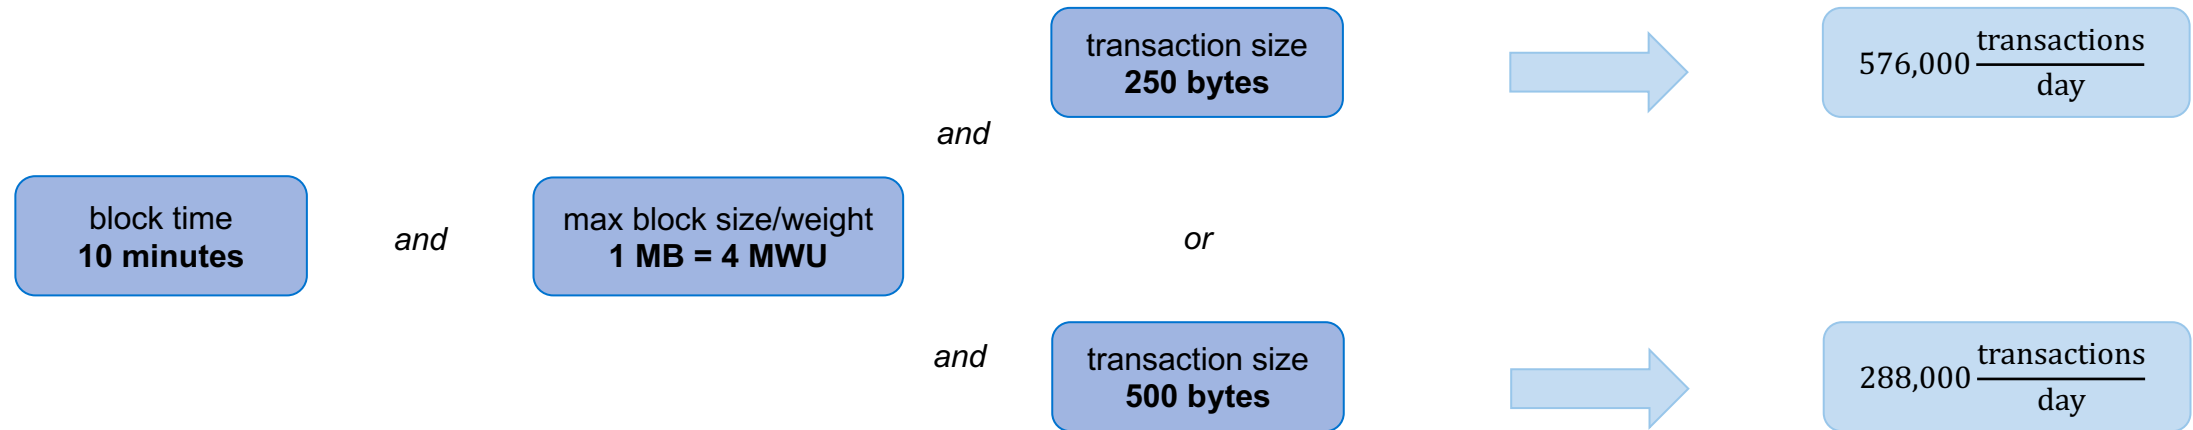 block time
10 minutes
and
max block size/weight
1 MB = 4 MWU
and
transaction size
250 bytes
576,000 transactions
day
or
and
transaction size
500 bytes
288,000 transactions
day